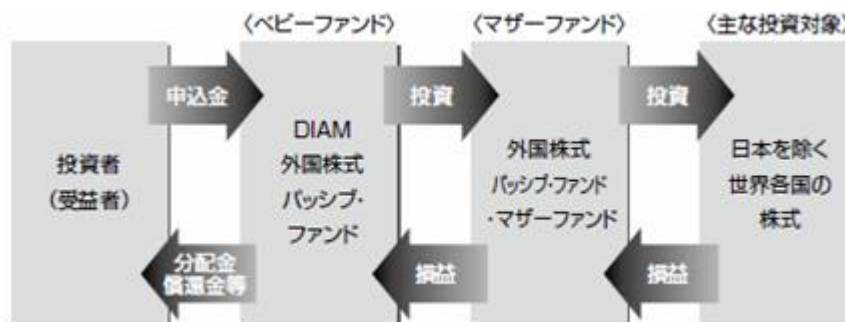 〈ベビーファンド〉
〈マザーファンド〉
〈主な投資対象〉
申込金
投資
投資
投資者
（受益者）
DIAM
外国株式
パッシブ・
ファンド
外国株式
パッシブ・ファンド
・マザーファンド
日本を除く
世界各国の
株式
分配金
償還金等
損益
損益